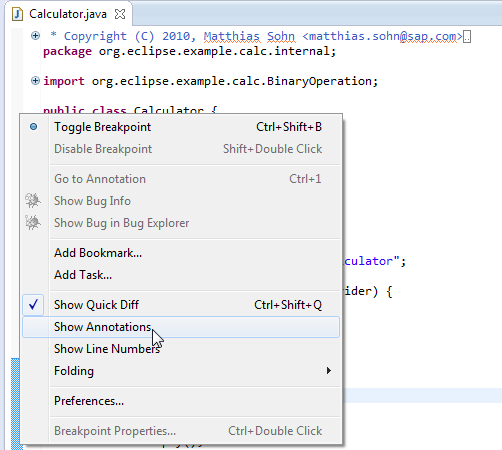 Calculator.java
* Copyright (C) 2010, Matthias Sohn <matthias.sohn@sap.com>
package org.eclipse.example.calc.internal;
import org.eclipse.example.calc.BinaryOperation;
public class Calculator {
Toggle Breakpoint Ctrl+Shift+B
Disable Breakpoint Shift+Double Click
Go to Annotation Ctrl+1
Show Bug Info
Show Bug in Bug Explorer
Add Bookmark...
culator";
Add Task...
ider) {
Show Quick Diff Ctrl+Shift+Q
Show Annotations
Show Line Numbers
Folding
Preferences...
Breakpoint Properties... Ctrl+Double Click